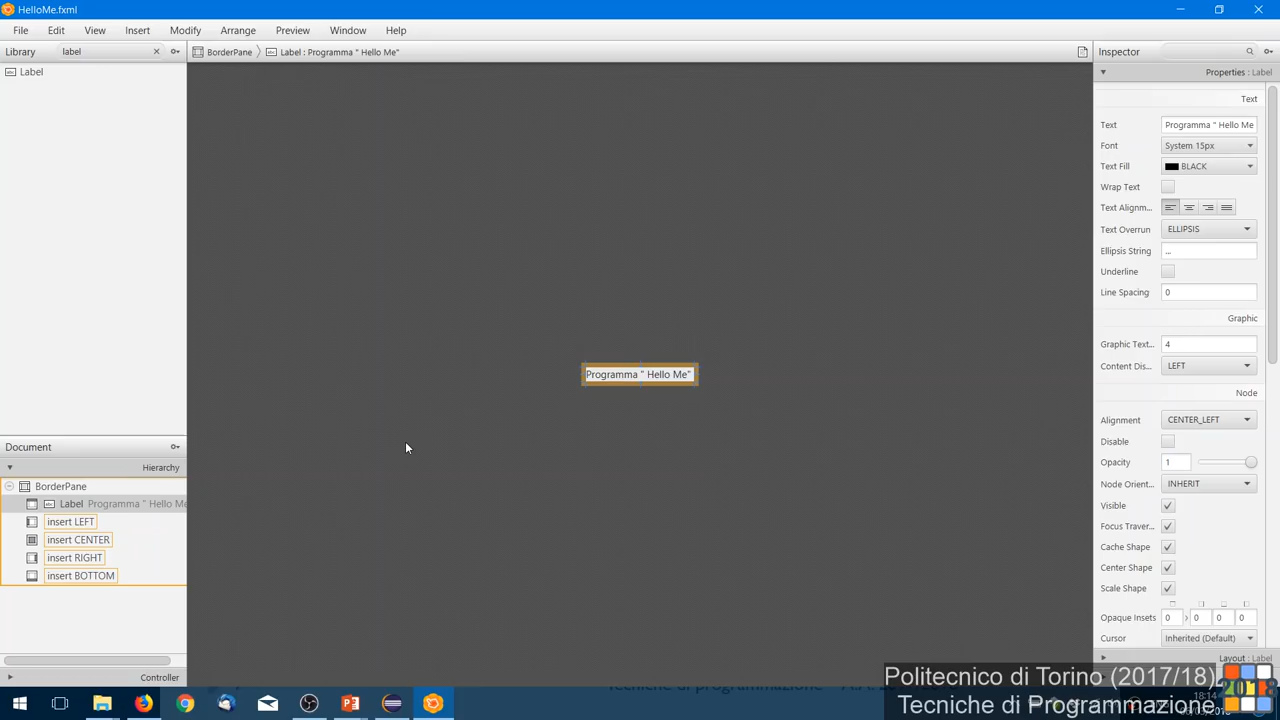 HelloMe.fxml
File Edit View Insert Modify Arrange Preview Window Help
Library label
BorderPane Label : Programma " Hello Me"
Inspector
Label
Properties : Label
Text
Text Programma " Hello Me
Font System 15px
Text Fill BLACK
Wrap Text
Text Alignm...
Text Overrun ELLIPSIS
Ellipsis String ...
Underline
Line Spacing 0
Graphic
Graphic Text... 4
Content Dis... LEFT
Node
Alignment CENTER_LEFT
Disable
Opacity 1
Node Orient... INHERIT
Visible
Focus Traver...
Cache Shape
Center Shape
Scale Shape
Opaque Insets 0 0 0 0
Cursor Inherited (Default)
Layout : Label
Programma " Hello Me"
Document
Hierarchy
BorderPane
Label Programma " Hello Me
insert LEFT
insert CENTER
insert RIGHT
insert BOTTOM
Controller
Politecnico di Torino (2017/18)
Tecniche di Programmazione
18:14
2018